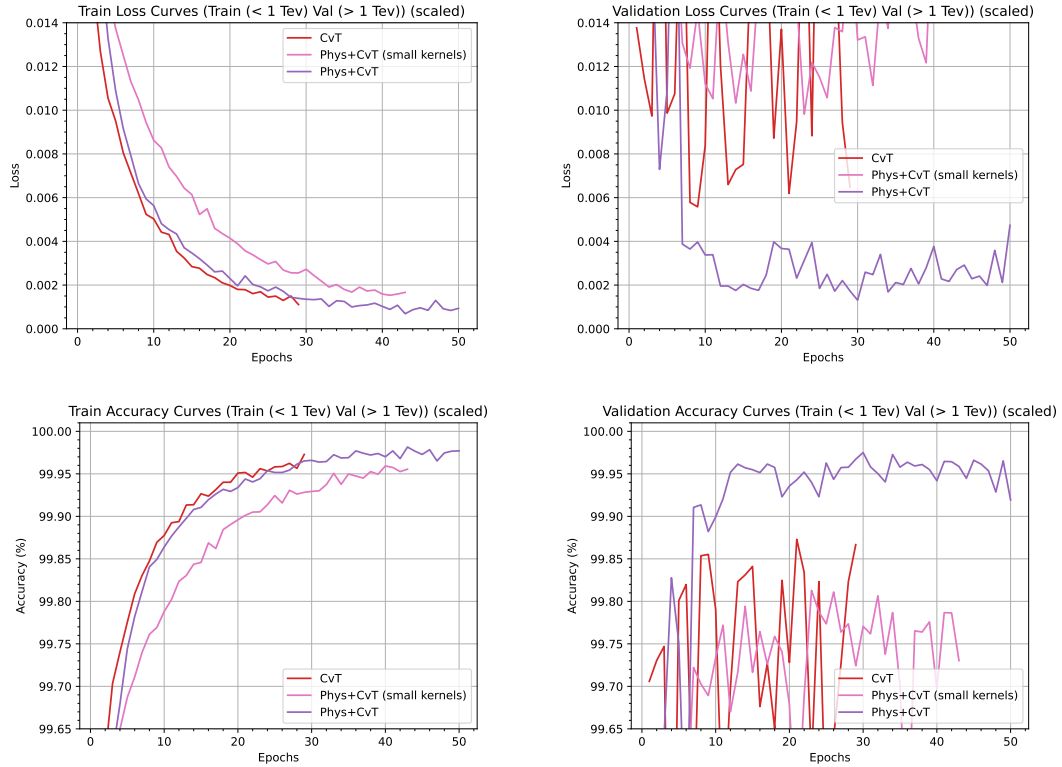 Train Loss Curves (Train (< 1 Tev) Val (> 1 Tev)) (scaled)
0.014
0.012
0.010
0.008
0.006
0.004
0.002
0.000
Loss
CvT
Phys+CvT (small kernels)
Phys+CvT
0 10 20 30 40 50
Epochs
Validation Loss Curves (Train (< 1 Tev) Val (> 1 Tev)) (scaled)
0.014
0.012
0.010
0.008
0.006
0.004
0.002
0.000
Loss
CvT
Phys+CvT (small kernels)
Phys+CvT
0 10 20 30 40 50
Epochs
Train Accuracy Curves (Train (< 1 Tev) Val (> 1 Tev)) (scaled)
100.00
99.95
99.90
99.85
99.80
99.75
99.70
99.65
Accuracy (%)
CvT
Phys+CvT (small kernels)
Phys+CvT
0 10 20 30 40 50
Epochs
Validation Accuracy Curves (Train (< 1 Tev) Val (> 1 Tev)) (scaled)
100.00
99.95
99.90
99.85
99.80
99.75
99.70
99.65
Accuracy (%)
CvT
Phys+CvT (small kernels)
Phys+CvT
0 10 20 30 40 50
Epochs